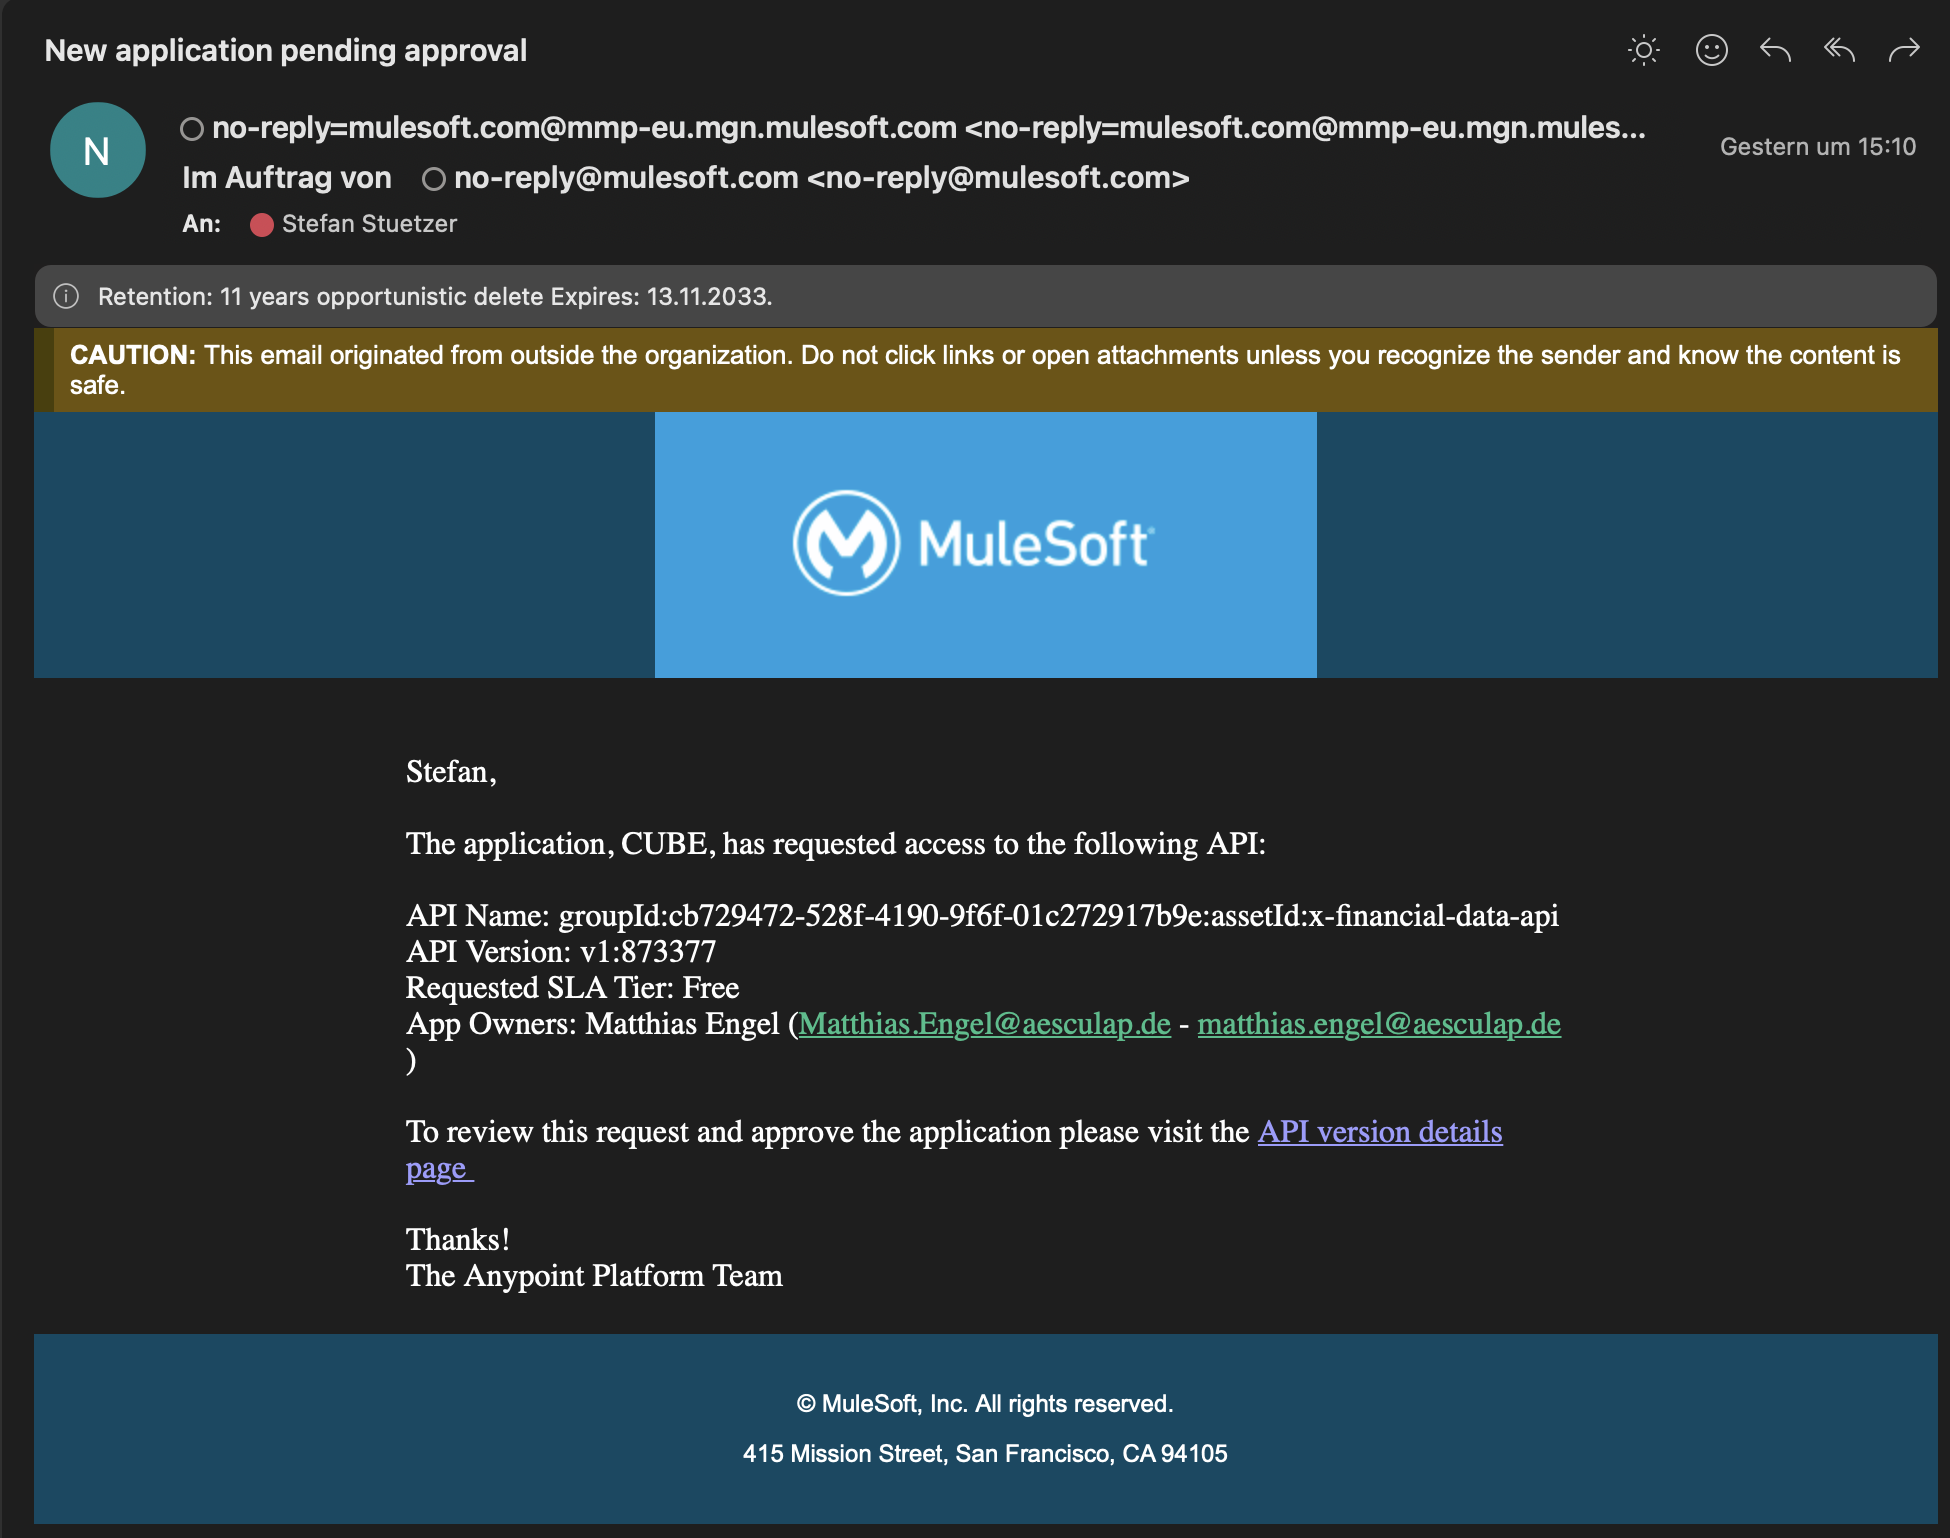 New application pending approval
N
no-reply=mulesoft.com@mmp-eu.mgn.mulesoft.com <no-reply=mulesoft.com@mmp-eu.mgn.mules...
Gestern um 15:10
Im Auftrag von no-reply@mulesoft.com <no-reply@mulesoft.com>
An: Stefan Stuetzer
Retention: 11 years opportunistic delete Expires: 13.11.2033.
CAUTION: This email originated from outside the organization. Do not click links or open attachments unless you recognize the sender and know the content is
safe.
MuleSoft
Stefan,
The application, CUBE, has requested access to the following API:
API Name: groupId:cb729472-528f-4190-9f6f-01c272917b9e:assetId:x-financial-data-api
API Version: v1:873377
Requested SLA Tier: Free
App Owners: Matthias Engel (Matthias.Engel@aesculap.de - matthias.engel@aesculap.de
)
To review this request and approve the application please visit the API version details
page
Thanks!
The Anypoint Platform Team
© MuleSoft, Inc. All rights reserved.
415 Mission Street, San Francisco, CA 94105